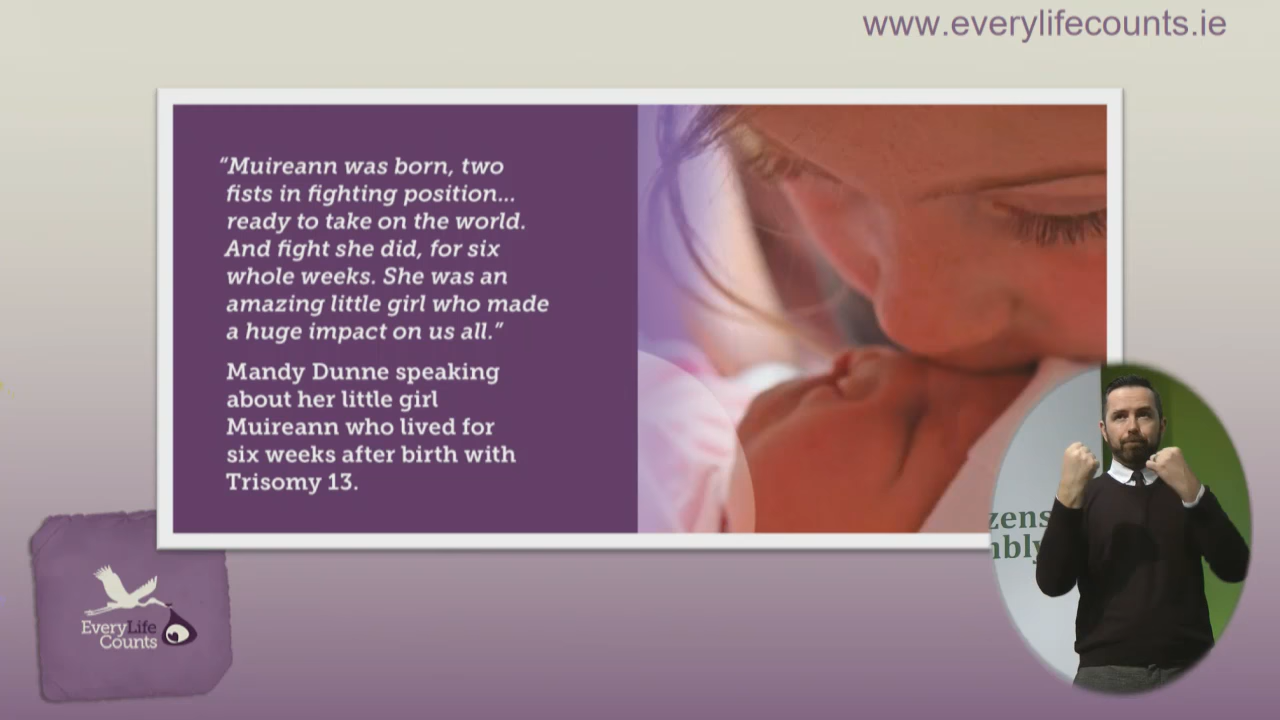 www.everylifecounts.ie
“Muireann was born, two
fists in fighting position...
ready to take on the world.
And fight she did, for six
whole weeks. She was an
amazing little girl who made
a huge impact on us all.”
Mandy Dunne speaking
about her little girl
Muireann who lived for
six weeks after birth with
Trisomy 13.
EveryLife
Counts
zens
mbly